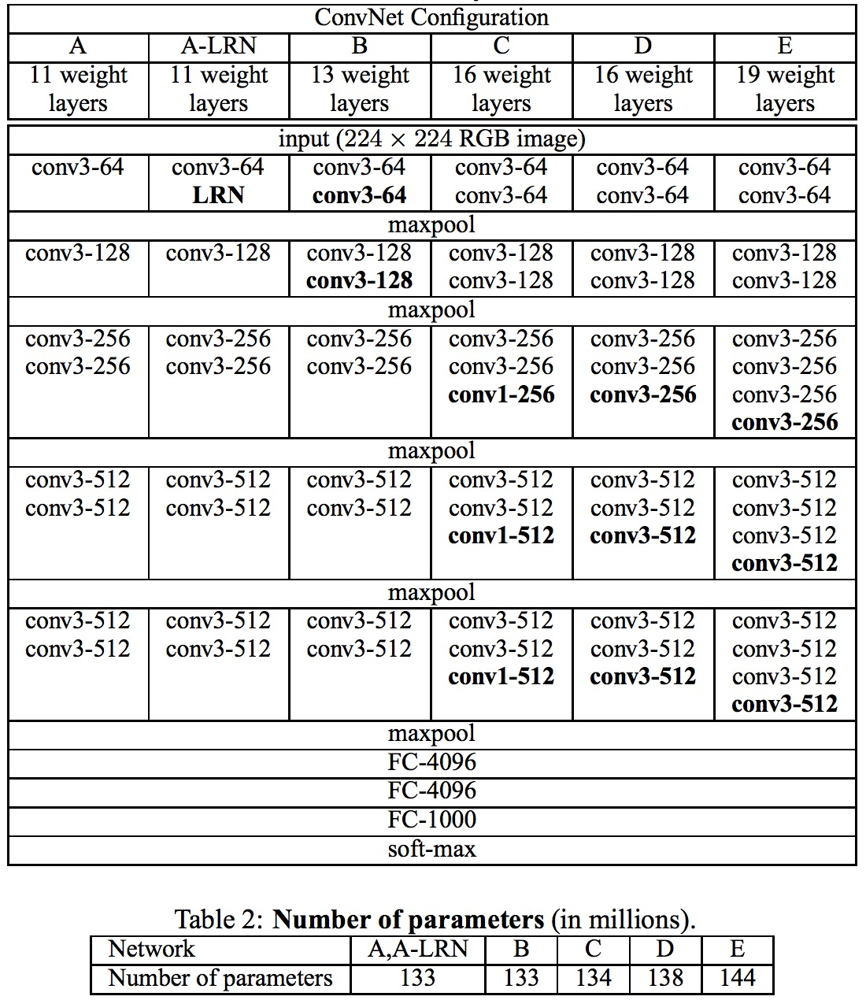 ConvNet Configuration
A A-LRN B C D E
11 weight 11 weight 13 weight 16 weight 16 weight 19 weight
layers layers layers layers layers layers
input (224 × 224 RGB image)
conv3-64 conv3-64 conv3-64 conv3-64 conv3-64 conv3-64
LRN conv3-64 conv3-64 conv3-64 conv3-64
maxpool
conv3-128 conv3-128 conv3-128 conv3-128 conv3-128 conv3-128
conv3-128 conv3-128 conv3-128 conv3-128
maxpool
conv3-256 conv3-256 conv3-256 conv3-256 conv3-256 conv3-256
conv3-256 conv3-256 conv3-256 conv3-256 conv3-256 conv3-256
conv1-256 conv3-256 conv3-256
conv3-256
maxpool
conv3-512 conv3-512 conv3-512 conv3-512 conv3-512 conv3-512
conv3-512 conv3-512 conv3-512 conv3-512 conv3-512 conv3-512
conv1-512 conv3-512 conv3-512
conv3-512
maxpool
conv3-512 conv3-512 conv3-512 conv3-512 conv3-512 conv3-512
conv3-512 conv3-512 conv3-512 conv3-512 conv3-512 conv3-512
conv1-512 conv3-512 conv3-512
conv3-512
maxpool
FC-4096
FC-4096
FC-1000
soft-max
Table 2: Number of parameters (in millions).
Network A,A-LRN B C D E
Number of parameters 133 133 134 138 144